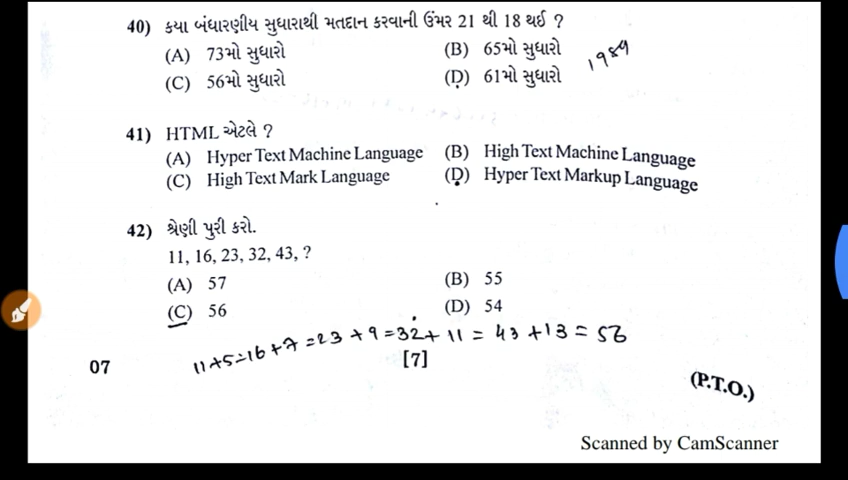 40) કયા બંધારણીય સુધારાથી મતદાન કરવાની ઉંમર 21 થી 18 થઈ ?
(A) 73મો સુધારો (B) 65મો સુધારો
1989
(C) 56મો સુધારો (D) 61મો સુધારો
41) HTML એટલે ?
(A) Hyper Text Machine Language (B) High Text Machine Language
(C) High Text Mark Language (D) Hyper Text Markup Language
42) શ્રેણી પુરી કરો.
11, 16, 23, 32, 43, ?
(A) 57 (B) 55
(C) 56 (D) 54
11+5=16+7=23+9=32+11=43+13=56
07 [7]
(P.T.O.)
Scanned by CamScanner